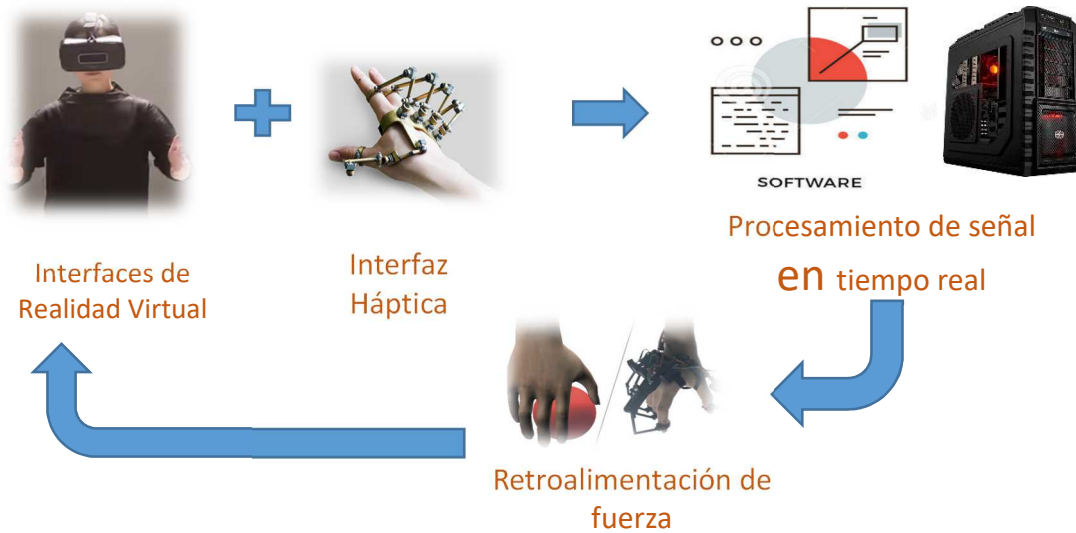 SOFTWARE
Procesamiento de señal
en tiempo real
Interfaces de
Realidad Virtual
Interfaz
Háptica
Retroalimentación de
fuerza